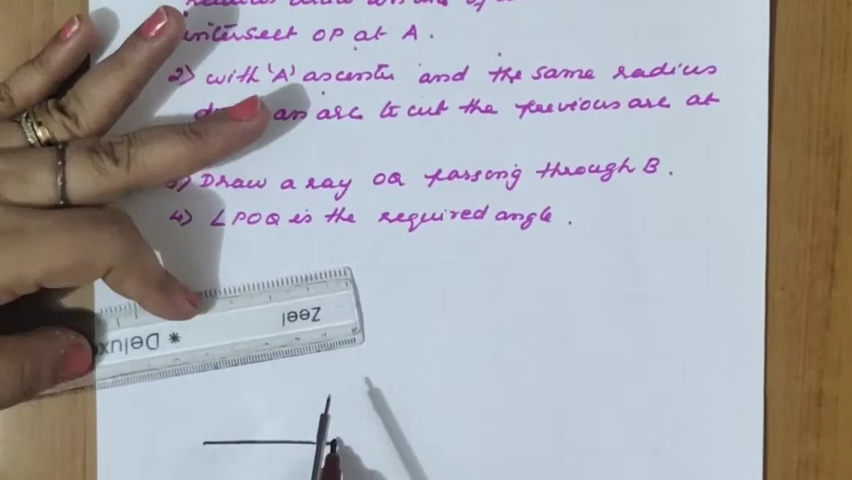 intersect OP at A.
2) with 'A' as center and the same radius
an arc to cut the previous arc at
3) Draw a ray OQ passing through B.
4) ∠POQ is the required angle.
Zeel
* Delux